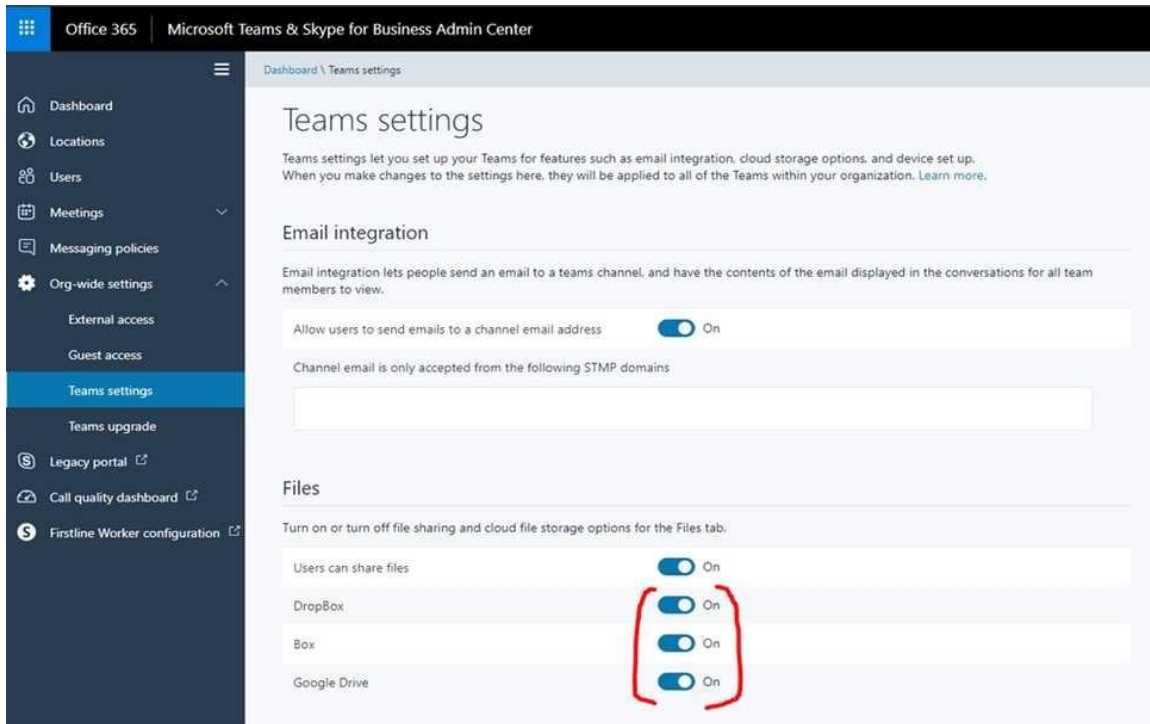 Office 365 Microsoft Teams & Skype for Business Admin Center
Dashboard \ Teams settings
Dashboard
Locations
Users
Meetings
Messaging policies
Org-wide settings
External access
Guest access
Teams settings
Teams upgrade
Legacy portal
Call quality dashboard
Firstline Worker configuration
Teams settings
Teams settings let you set up your Teams for features such as email integration, cloud storage options, and device set up.
When you make changes to the settings here, they will be applied to all of the Teams within your organization. Learn more.
Email integration
Email integration lets people send an email to a teams channel, and have the contents of the email displayed in the conversations for all team
members to view.
Allow users to send emails to a channel email address On
Channel email is only accepted from the following STMP domains
Files
Turn on or turn off file sharing and cloud file storage options for the Files tab.
Users can share files On
DropBox On
Box On
Google Drive On